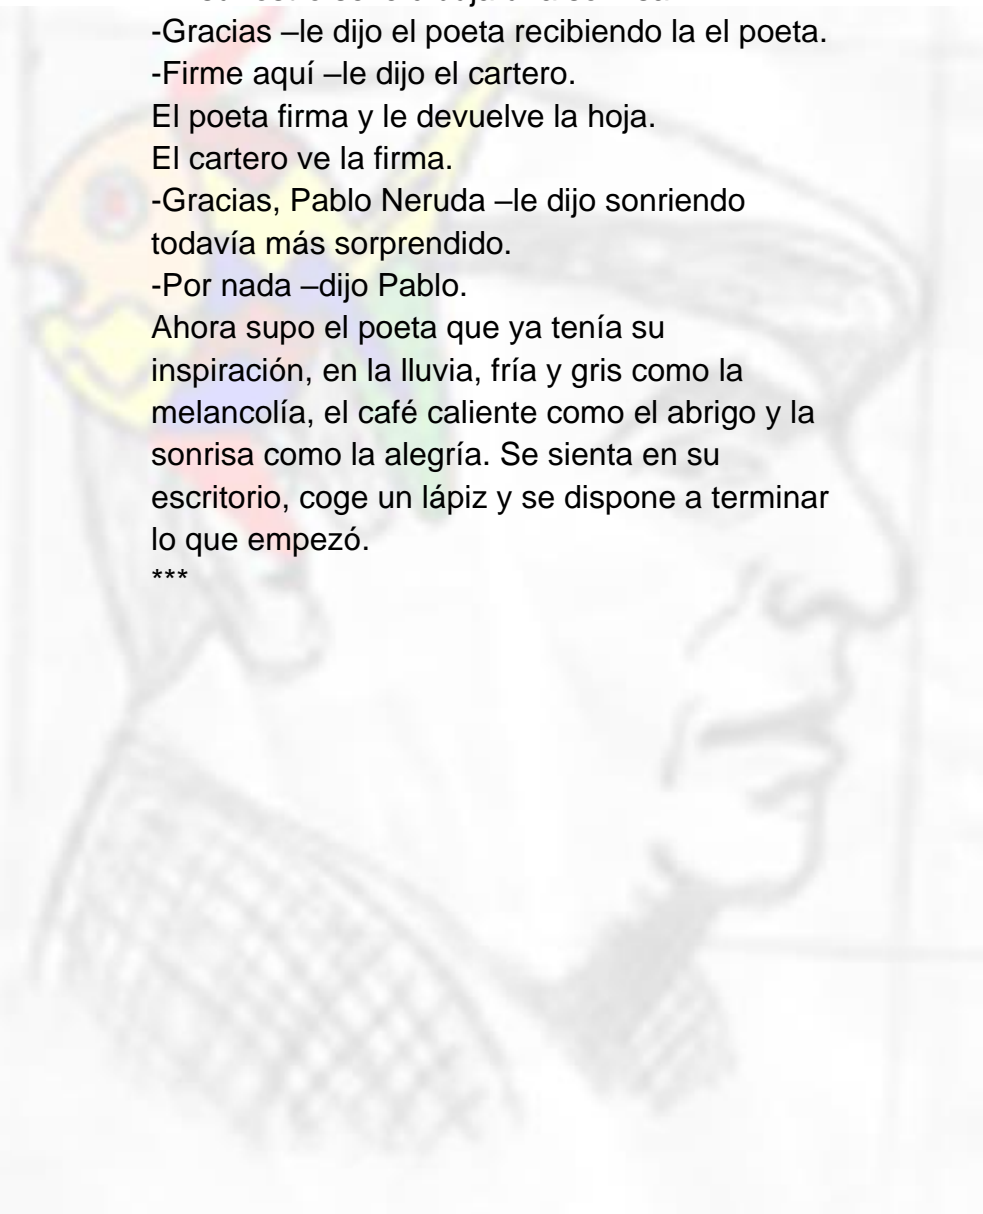 -Gracias –le dijo el poeta recibiendo la el poeta.
-Firme aquí –le dijo el cartero.
El poeta firma y le devuelve la hoja.
El cartero ve la firma.
-Gracias, Pablo Neruda –le dijo sonriendo
todavía más sorprendido.
-Por nada –dijo Pablo.
Ahora supo el poeta que ya tenía su
inspiración, en la lluvia, fría y gris como la
melancolía, el café caliente como el abrigo y la
sonrisa como la alegría. Se sienta en su
escritorio, coge un lápiz y se dispone a terminar
lo que empezó.
***